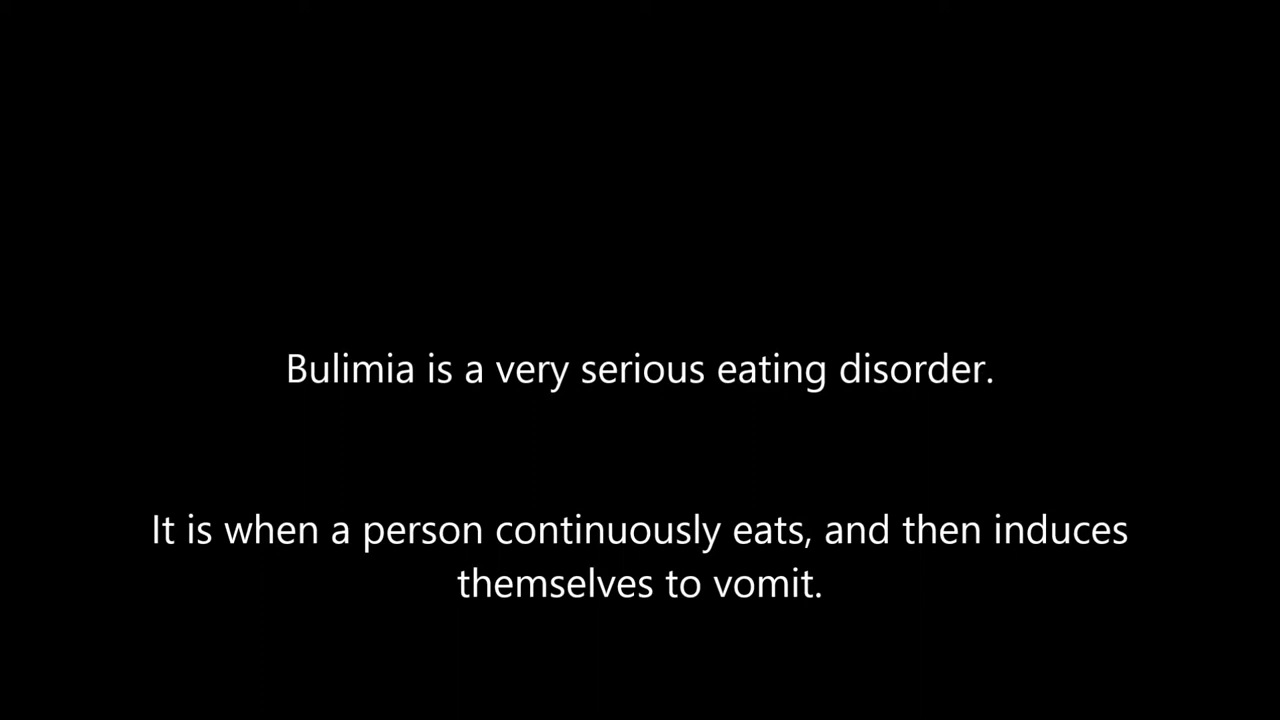 Bulimia is a very serious eating disorder.
It is when a person continuously eats, and then induces
themselves to vomit.